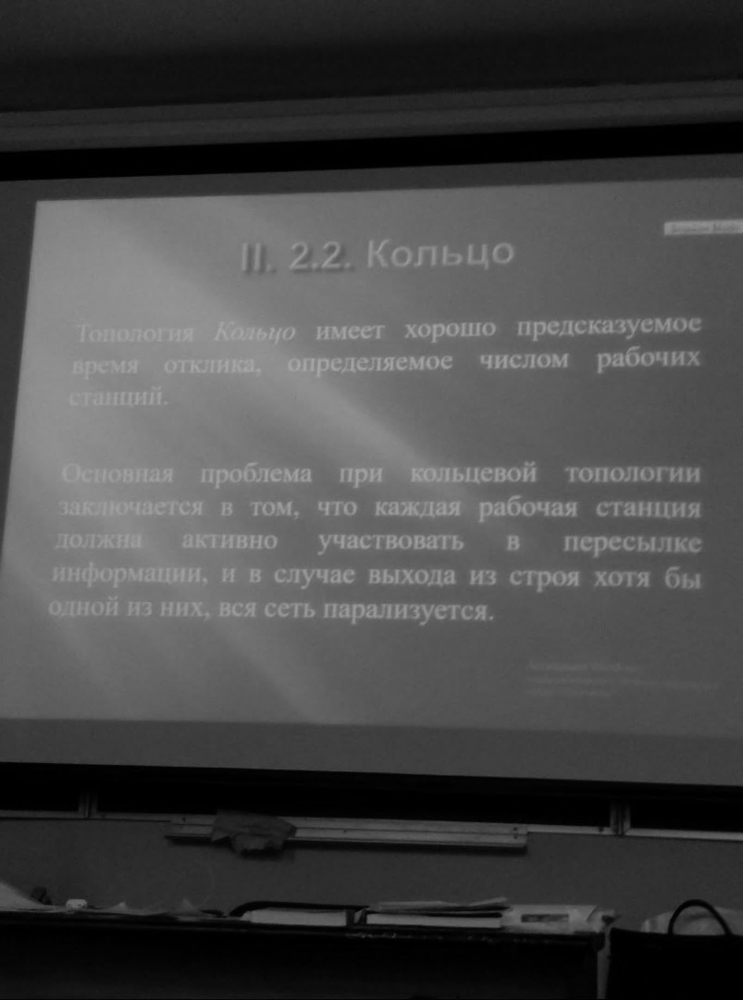 II. 2.2. Кольцо
Топология Кольцо имеет хорошо предсказуемое
время отклика, определяемое числом рабочих
станций.
Основная проблема при кольцевой топологии
заключается в том, что каждая рабочая станция
должна активно участвовать в пересылке
информации, и в случае выхода из строя хотя бы
одной из них, вся сеть парализуется.
Активация Windows